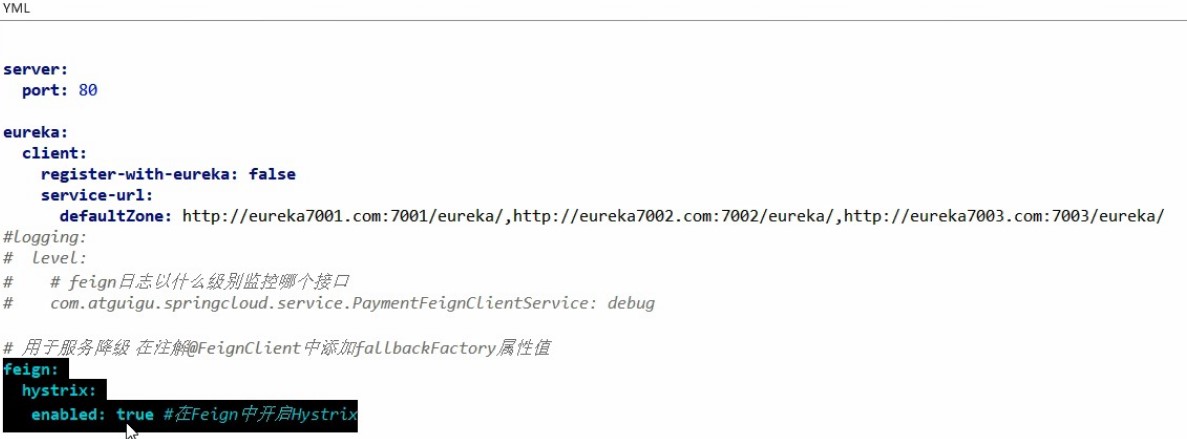 YML
server:
  port: 80
eureka:
  client:
    register-with-eureka: false
    service-url:
      defaultZone: http://eureka7001.com:7001/eureka/,http://eureka7002.com:7002/eureka/,http://eureka7003.com:7003/eureka/
#logging:
#  level:
#    # feign日志以什么级别监控哪个接口
#    com.atguigu.springcloud.service.PaymentFeignClientService: debug
# 用于服务降级 在注解@FeignClient中添加fallbackFactory属性值
feign:
  hystrix:
   enabled: true #在Feign中开启Hystrix